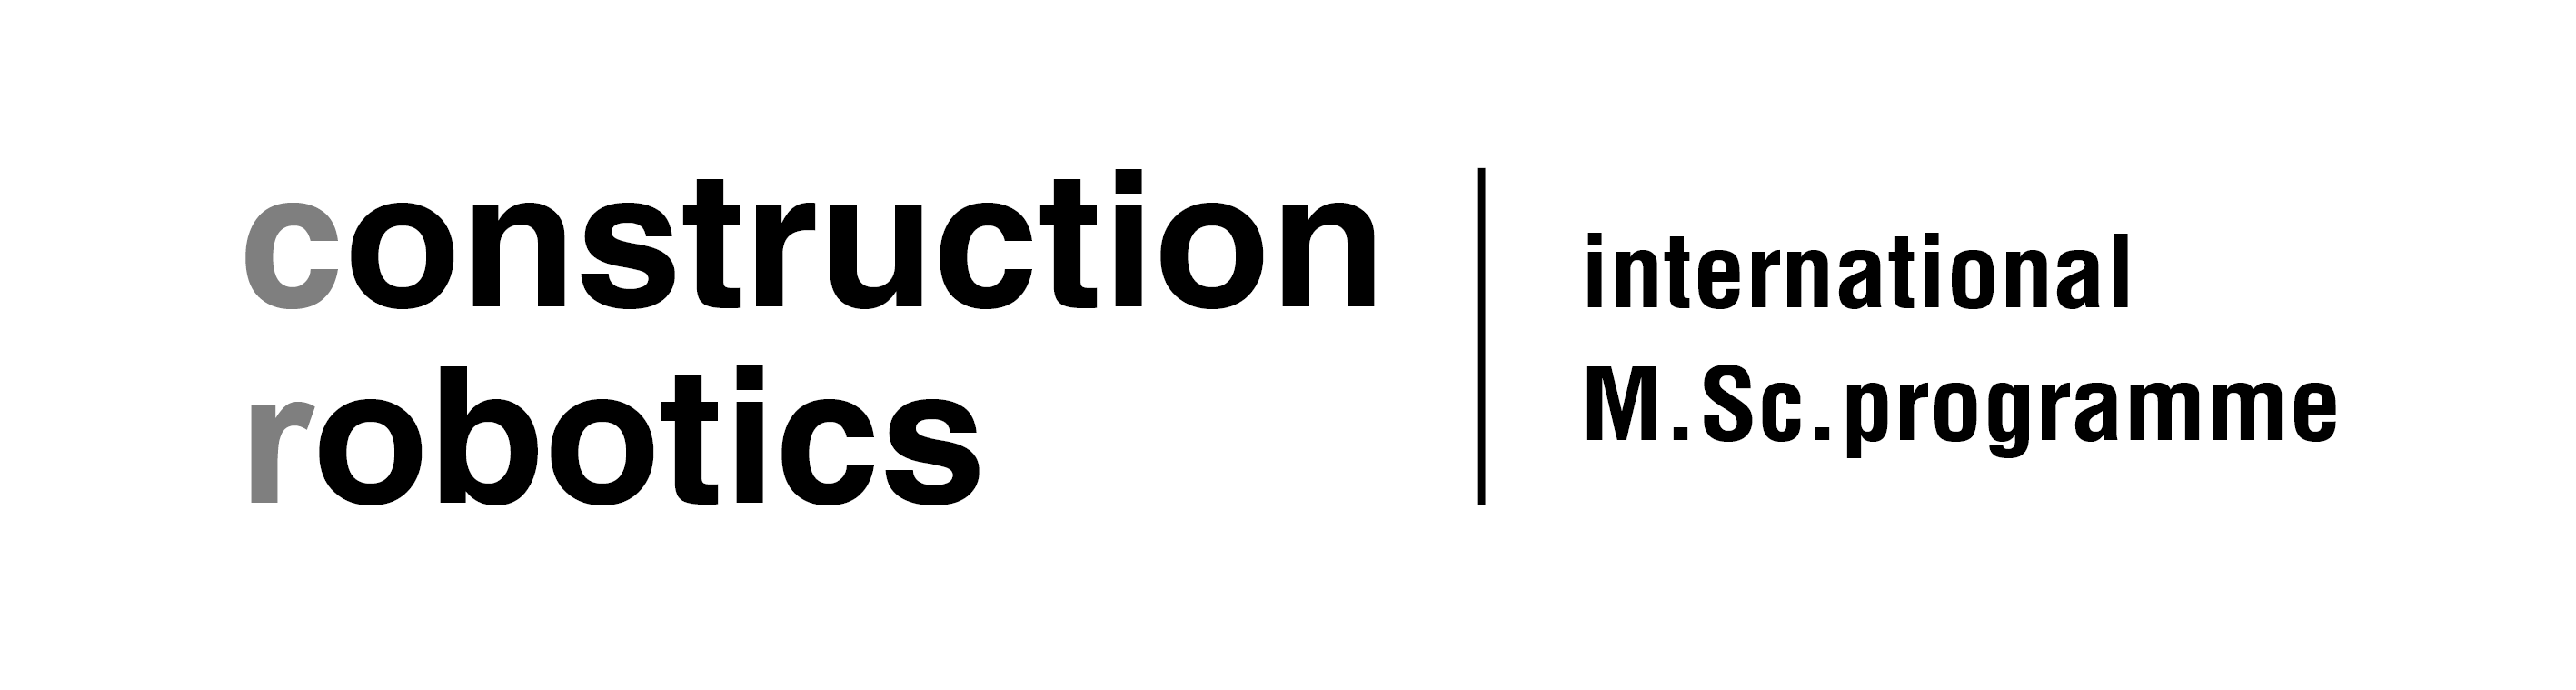 construction
robotics
international
M.Sc.programme